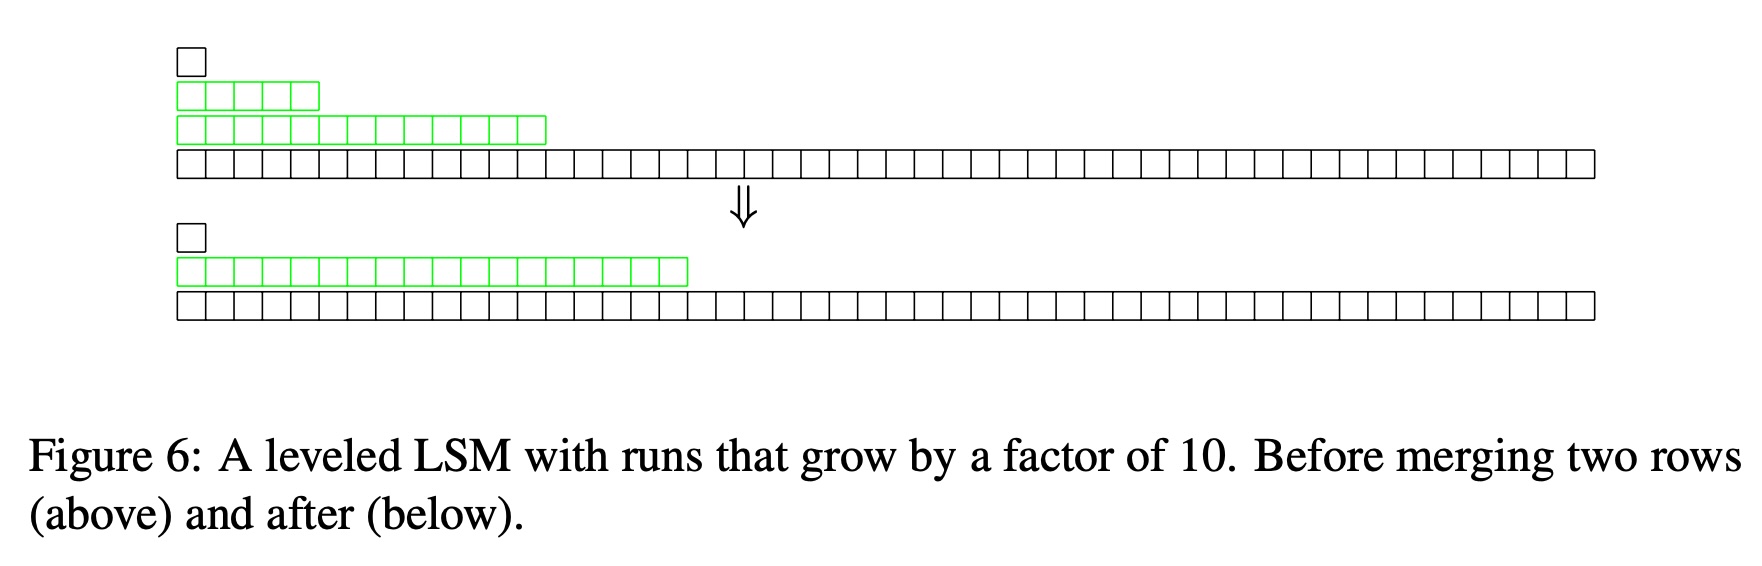 Figure 6: A leveled LSM with runs that grow by a factor of 10. Before merging two rows
(above) and after (below).